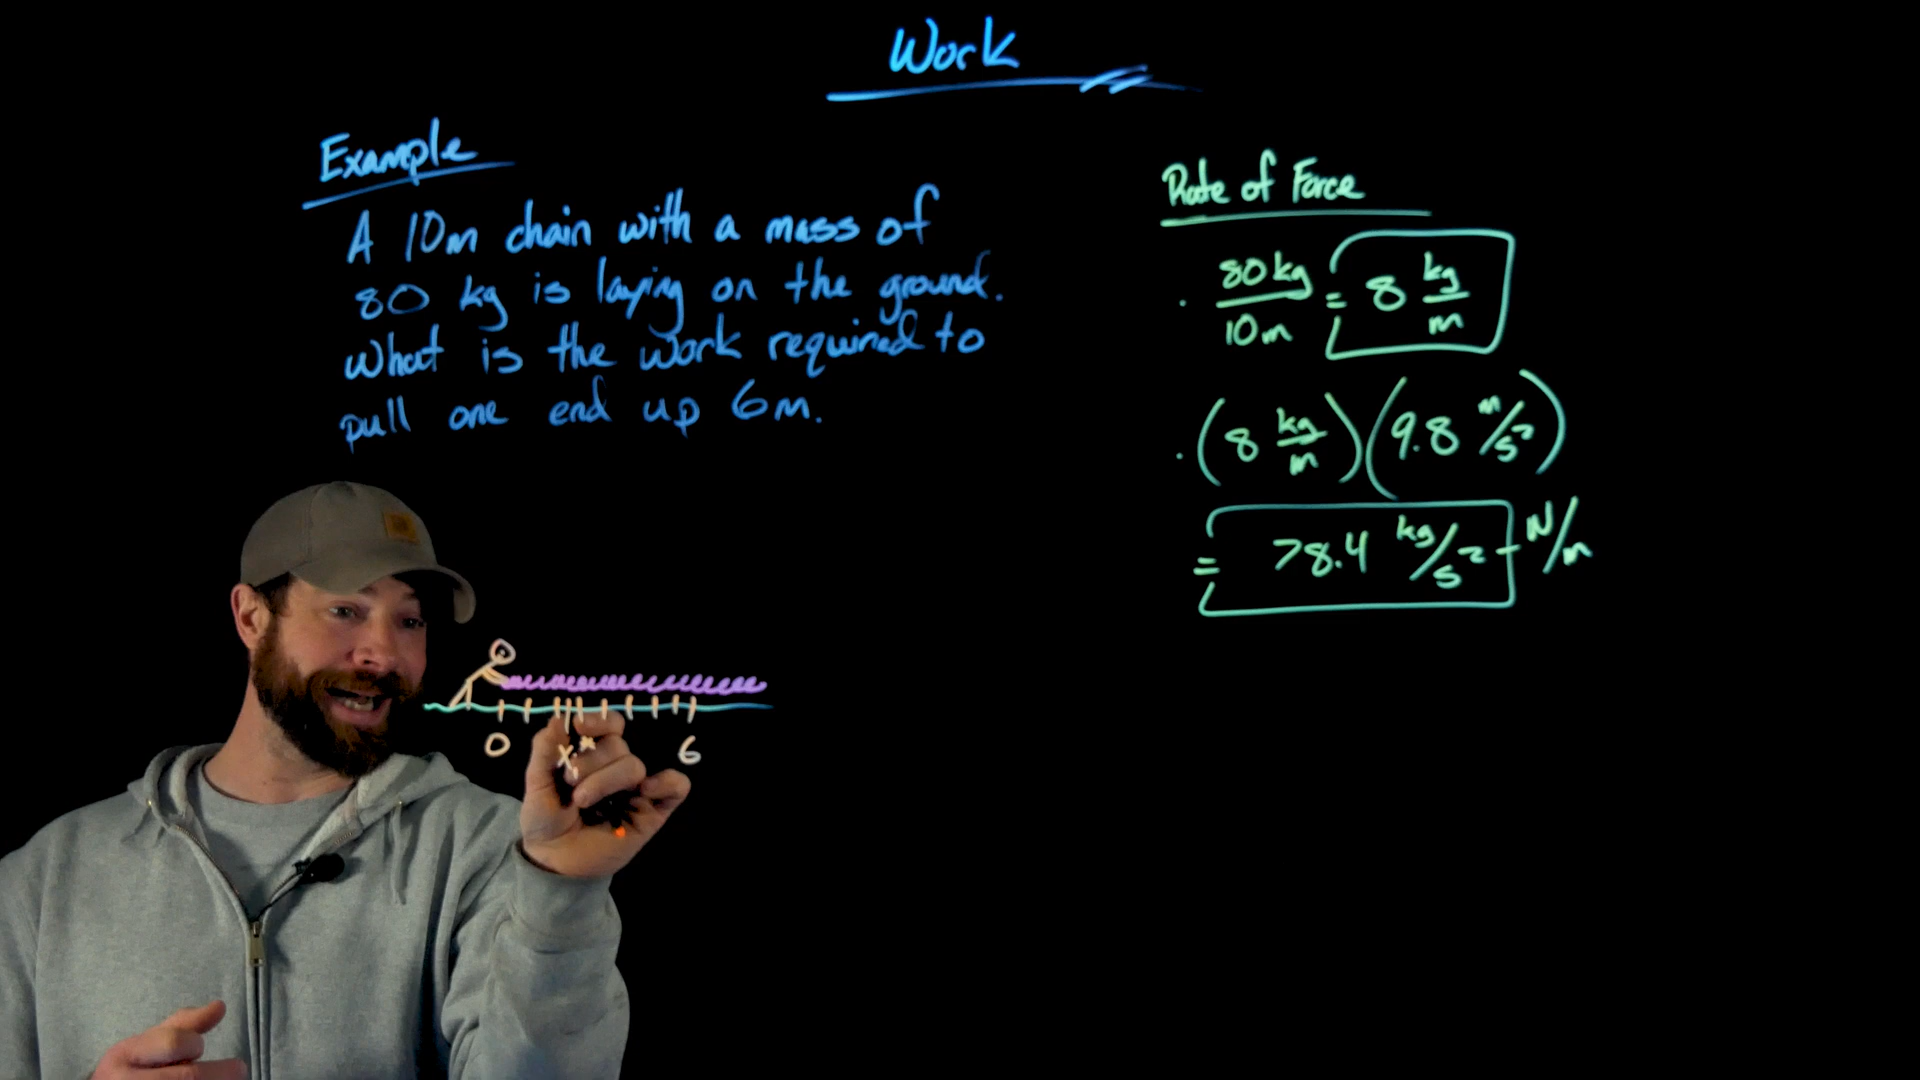 Work
Example
A 10m chain with a mass of
80 kg is laying on the ground.
What is the work required to
pull one end up 6m.
Rate of Force
· 80kg/10m = 8 kg/m
· (8 kg/m)(9.8 m/s²)
= 78.4 kg/s² - N/m
0 xᵢ* 6